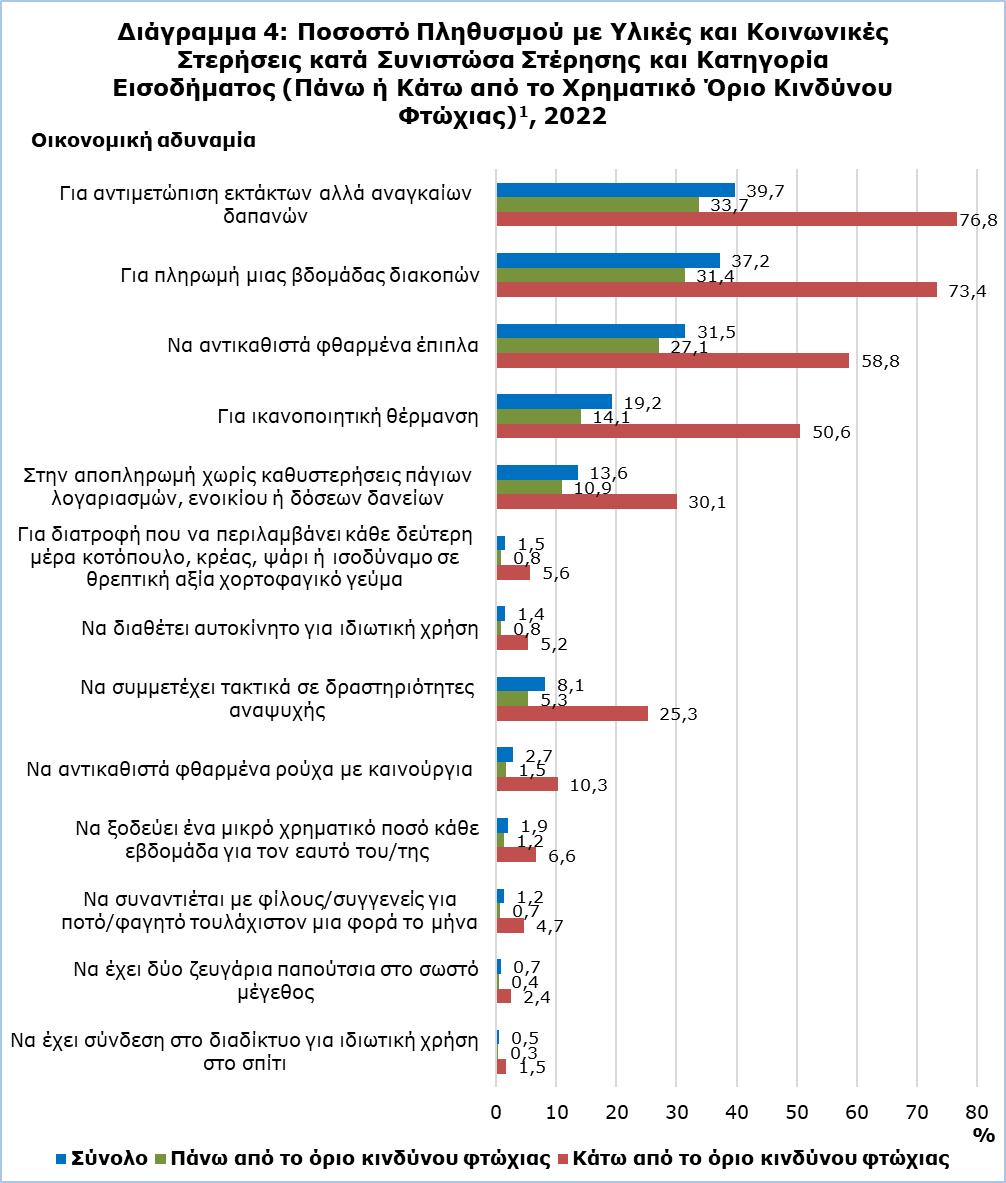 Διάγραμμα 4: Ποσοστό Πληθυσμού με Υλικές και Κοινωνικές
Στερήσεις κατά Συνιστώσα Στέρησης και Κατηγορία
Εισοδήματος (Πάνω ή Κάτω από το Χρηματικό Όριο Κινδύνου
Φτώχιας)¹, 2022
Οικονομική αδυναμία
Για αντιμετώπιση εκτάκτων αλλά αναγκαίων
δαπανών
39,7
33,7
76,8
Για πληρωμή μιας βδομάδας διακοπών
37,2
31,4
73,4
Να αντικαθιστά φθαρμένα έπιπλα
31,5
27,1
58,8
Για ικανοποιητική θέρμανση
19,2
14,1
50,6
Στην αποπληρωμή χωρίς καθυστερήσεις πάγιων
λογαριασμών, ενοικίου ή δόσεων δανείων
13,6
10,9
30,1
Για διατροφή που να περιλαμβάνει κάθε δεύτερη
μέρα κοτόπουλο, κρέας, ψάρι ή ισοδύναμο σε
θρεπτική αξία χορτοφαγικό γεύμα
1,5
0,8
5,6
Να διαθέτει αυτοκίνητο για ιδιωτική χρήση
1,4
0,8
5,2
Να συμμετέχει τακτικά σε δραστηριότητες
αναψυχής
8,1
5,3
25,3
Να αντικαθιστά φθαρμένα ρούχα με καινούργια
2,7
1,5
10,3
Να ξοδεύει ένα μικρό χρηματικό ποσό κάθε
εβδομάδα για τον εαυτό του/της
1,9
1,2
6,6
Να συναντιέται με φίλους/συγγενείς για
ποτό/φαγητό τουλάχιστον μια φορά το μήνα
1,2
0,7
4,7
Να έχει δύο ζευγάρια παπούτσια στο σωστό
μέγεθος
0,7
0,4
2,4
Να έχει σύνδεση στο διαδίκτυο για ιδιωτική χρήση
στο σπίτι
0,5
0,3
1,5
0 10 20 30 40 50 60 70 80
%
Σύνολο Πάνω από το όριο κινδύνου φτώχιας Κάτω από το όριο κινδύνου φτώχιας